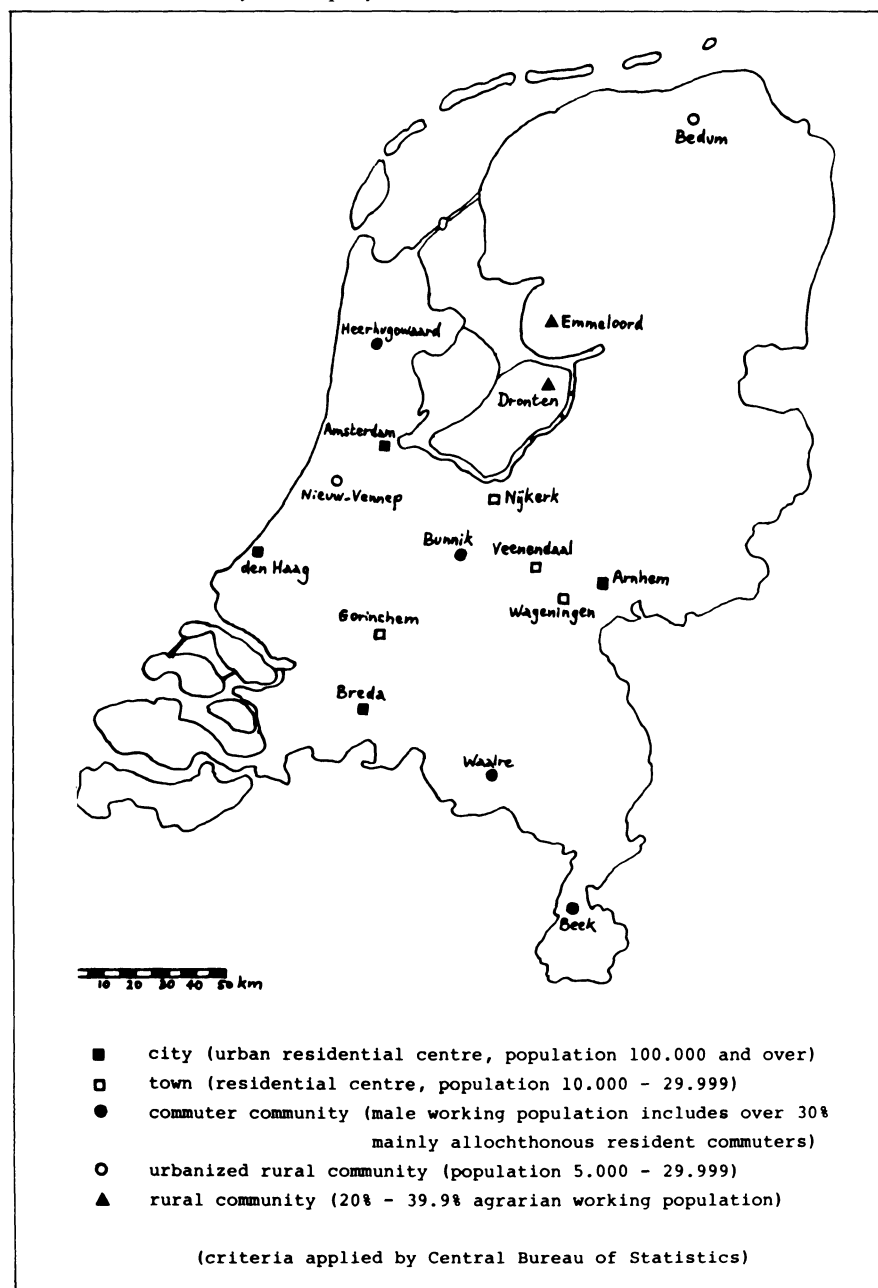 Bedum
Emmeloord
Heerhugowaard
Dronten
Amsterdam
Nieuw-Vennep
Nijkerk
Bunnik
Veenendaal
den Haag
Arnhem
Wageningen
Gorinchem
Breda
Waalre
Beek
10 20 30 40 50 km
city (urban residential centre, population 100.000 and over)
town (residential centre, population 10.000 - 29.999)
commuter community (male working population includes over 30%
mainly allochthonous resident commuters)
urbanized rural community (population 5.000 - 29.999)
rural community (20% - 39.9% agrarian working population)
(criteria applied by Central Bureau of Statistics)